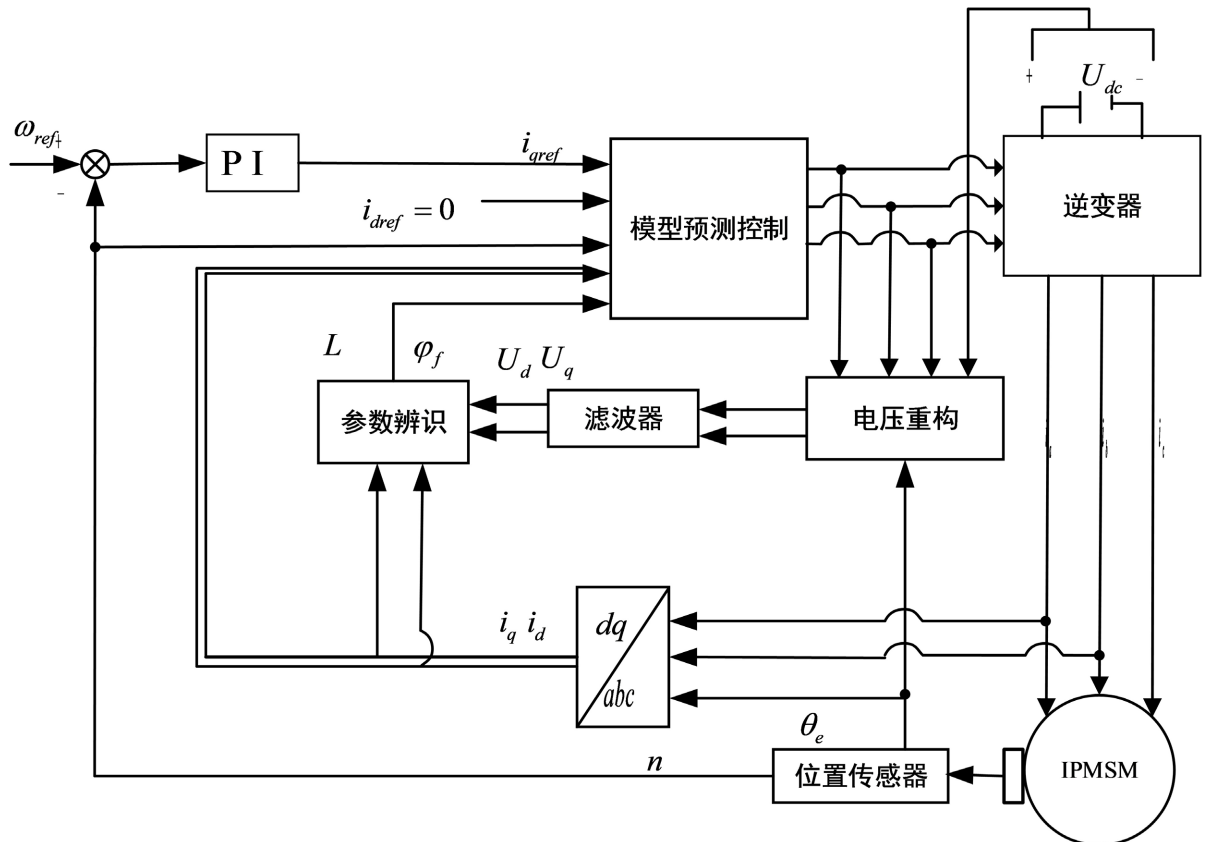 + U_dc -
ω_ref+
-
PI
i_qref
i_dref = 0
模型预测控制
逆变器
L φ_f
U_d U_q
参数辨识
滤波器
电压重构
i_q i_d
dq
abc
θ_e
n
位置传感器
IPMSM